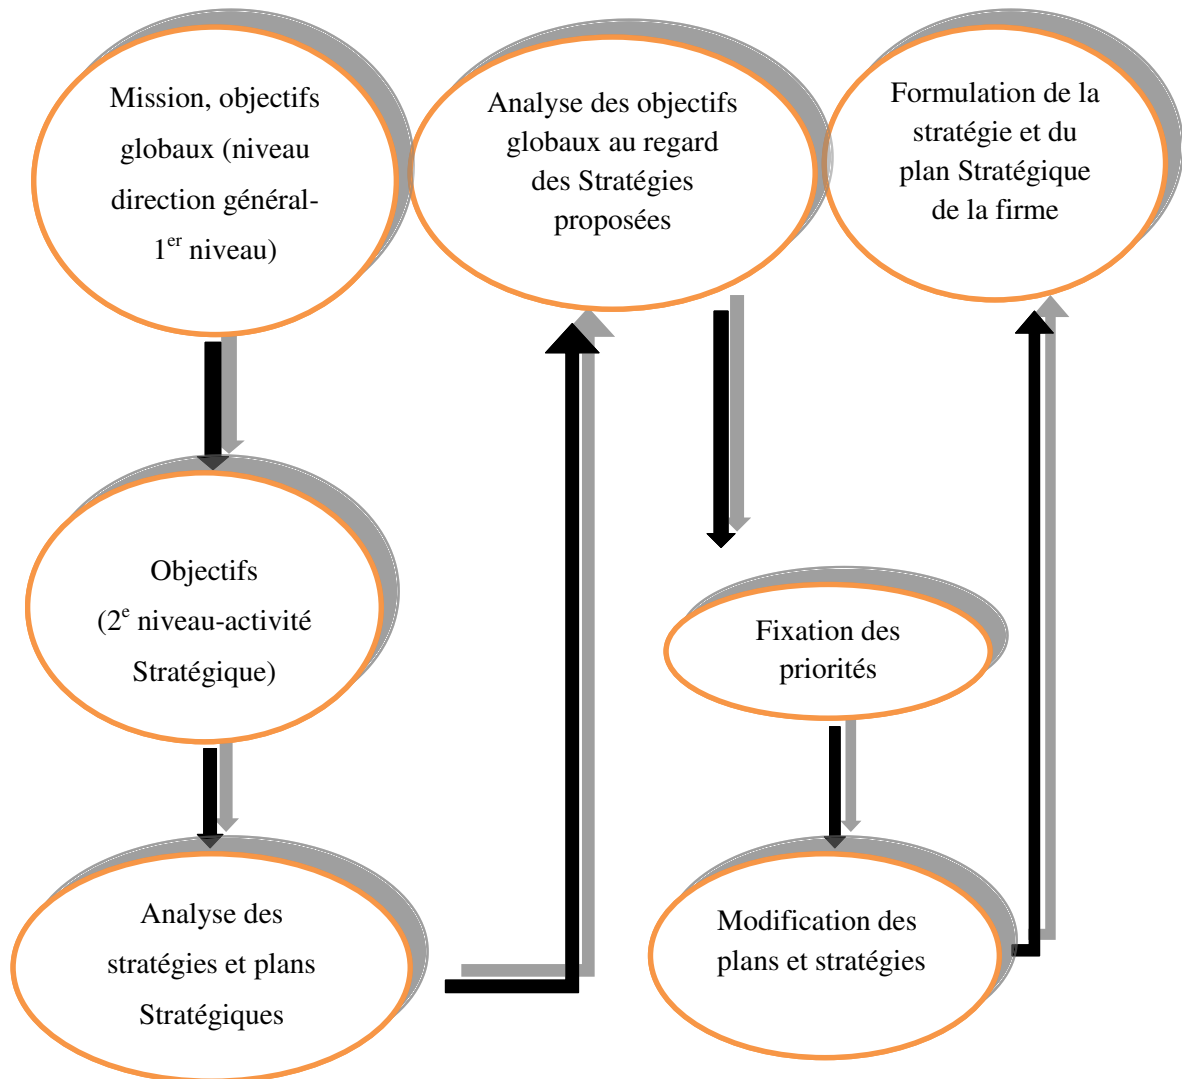 Mission, objectifs
globaux (niveau
direction général-
1er niveau)
Objectifs
(2e niveau-activité
Stratégique)
Analyse des
stratégies et plans
Stratégiques
Analyse des objectifs
globaux au regard
des Stratégies
proposées
Fixation des
priorités
Modification des
plans et stratégies
Formulation de la
stratégie et du
plan Stratégique
de la firme